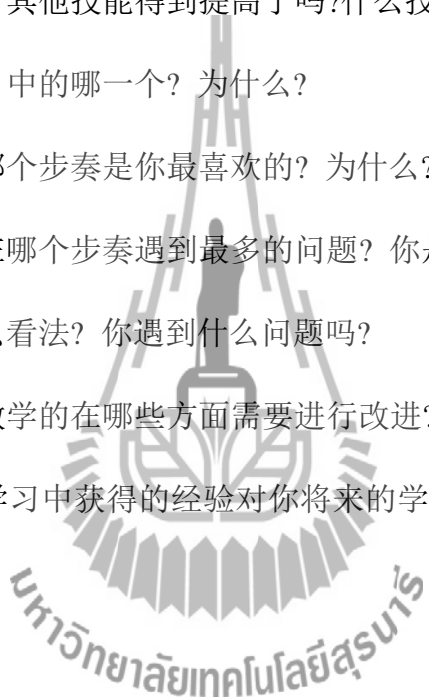 其他技能得到提高了吗?什么技
中的哪一个? 为什么?
个步奏是你最喜欢的? 为什么?
哪个步奏遇到最多的问题? 你
看法? 你遇到什么问题吗?
学的在哪些方面需要进行改进?
学习中获得的经验对你将来的学
มหาวิทยาลัยเทคโนโลยีสุรนารี